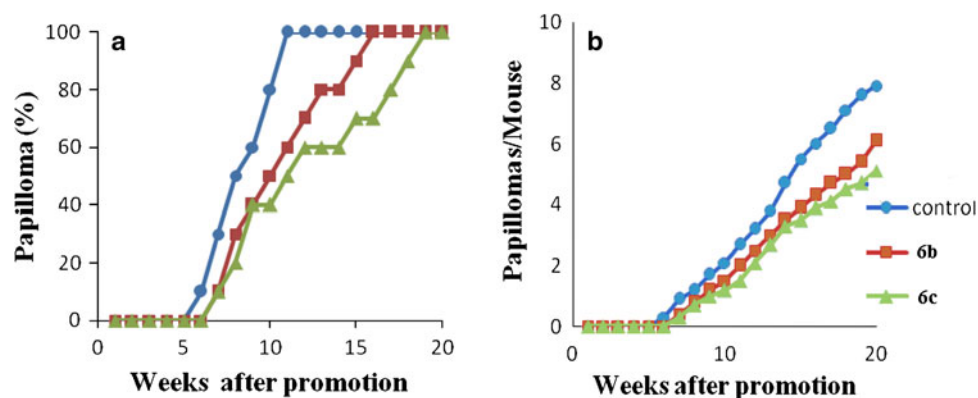 a
Papilloma (%)
100
80
60
40
20
0
0 5 10 15 20
Weeks after promotion
b
Papillomas/Mouse
10
8
6
4
2
0
0 10 20
Weeks after promotion
control
6b
6c